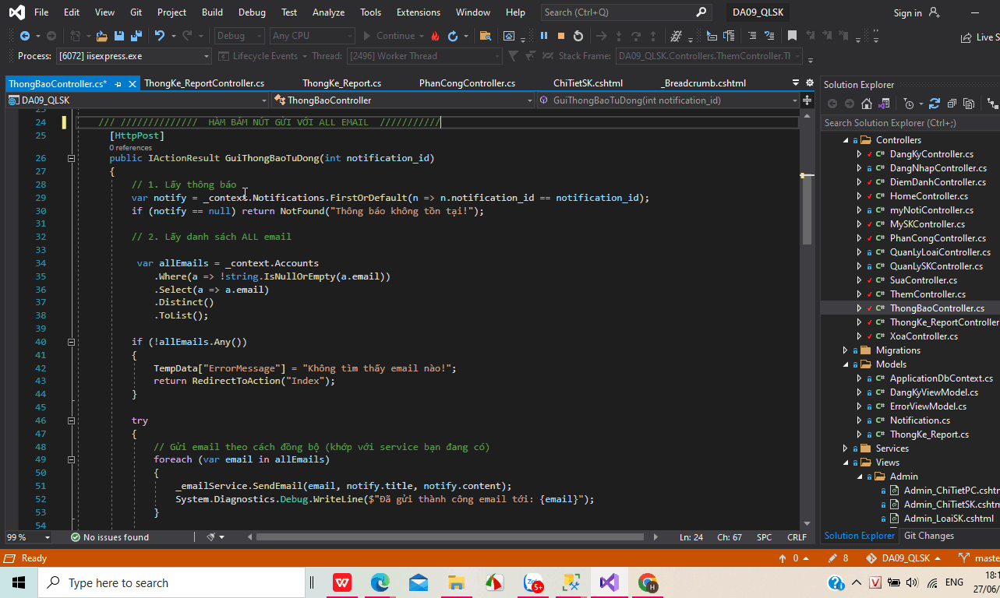 File Edit View Git Project Build Debug Test Analyze Tools Extensions Window Help Search (Ctrl+Q) DA09_QLSK Sign in
Debug Any CPU Continue Live S
Process: [6072] iisexpress.exe Lifecycle Events Thread: [2496] Worker Thread Stack Frame: DA09_QLSK.Controllers.ThemController.Th
ThongBaoController.cs* ThongKe_ReportController.cs ThongKe_Report.cs PhanCongController.cs ChiTietSK.cshtml _Breadcrumb.cshtml
DA09_QLSK ThongBaoController GuiThongBaoTuDong(int notification_id)
23
24 /// ////////////// HÀM BẤM NÚT GỬI VỚI ALL EMAIL ///////////
25 [HttpPost]
0 references
26 public IActionResult GuiThongBaoTuDong(int notification_id)
27 {
28 // 1. Lấy thông báo
29 var notify = _context.Notifications.FirstOrDefault(n => n.notification_id == notification_id);
30 if (notify == null) return NotFound("Thông báo không tồn tại!");
31
32 // 2. Lấy danh sách ALL email
33
34 var allEmails = _context.Accounts
35 .Where(a => !string.IsNullOrEmpty(a.email))
36 .Select(a => a.email)
37 .Distinct()
38 .ToList();
39
40 if (!allEmails.Any())
41 {
42 TempData["ErrorMessage"] = "Không tìm thấy email nào!";
43 return RedirectToAction("Index");
44 }
45
46 try
47 {
48 // Gửi email theo cách đồng bộ (khớp với service bạn đang có)
49 foreach (var email in allEmails)
50 {
51 _emailService.SendEmail(email, notify.title, notify.content);
52 System.Diagnostics.Debug.WriteLine($"Đã gửi thành công email tới: {email}");
53 }
54
99 % No issues found Ln: 24 Ch: 67 SPC CRLF
Solution Explorer
Search Solution Explorer (Ctrl+;)
Controllers
C# DangKyController.cs
C# DangNhapController.cs
C# DiemDanhController.cs
C# HomeController.cs
C# myNotiController.cs
C# MySKController.cs
C# PhanCongController.cs
C# QuanLyLoaiController.cs
C# QuanLySKController.cs
C# SuaController.cs
C# ThemController.cs
C# ThongBaoController.cs
C# ThongKe_ReportController
C# XoaController.cs
Migrations
Models
C# ApplicationDbContext.cs
C# DangKyViewModel.cs
C# ErrorViewModel.cs
C# Notification.cs
C# ThongKe_Report.cs
Services
Views
Admin
Admin_ChiTietPC.cshtm
Admin_ChiTietSK.cshtm
Admin_LoaiSK.cshtml
Solution Explorer Git Changes
Ready 0 8 DA09_QLSK maste
Type here to search W Zalo 5+ H V ENG 18:1
27/06/